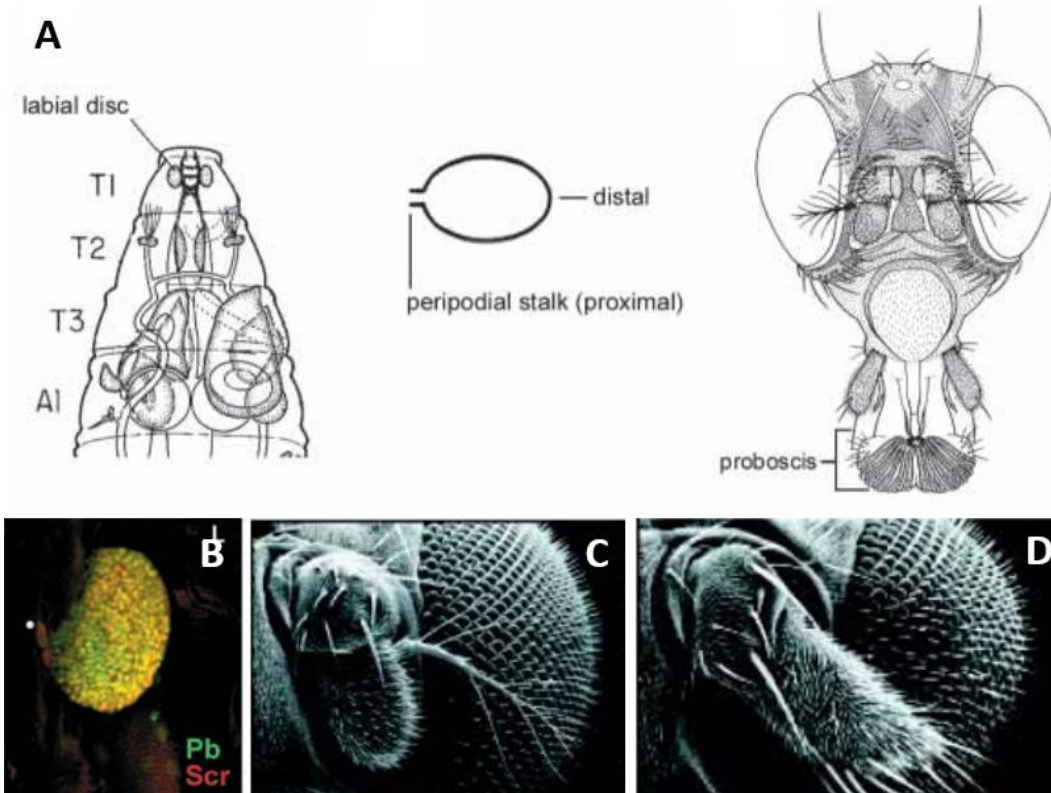 A
labial disc
T1
T2
T3
A1
distal
peripodial stalk (proximal)
proboscis
B
Pb
Scr
C
D